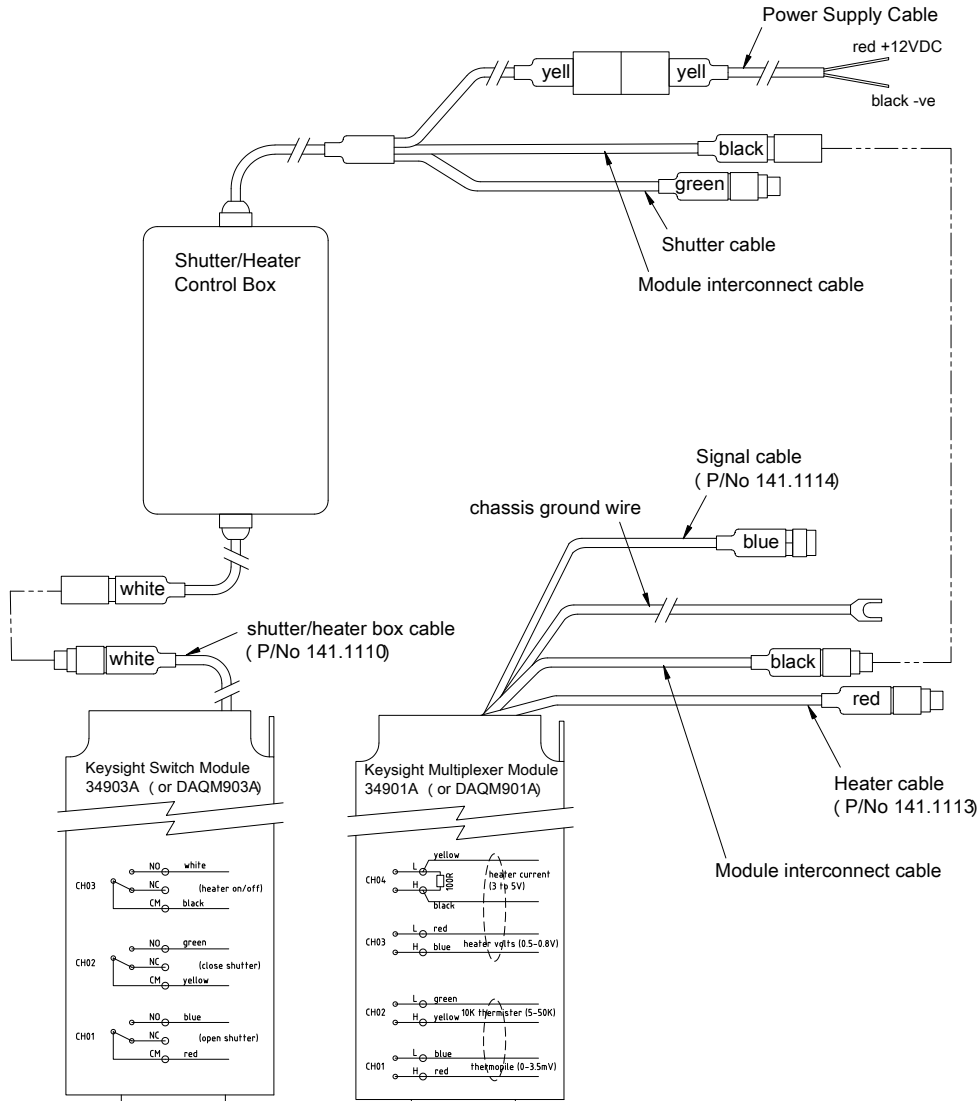 Power Supply Cable
red +12VDC
yell
yell
black -ve
black
green
Shutter cable
Module interconnect cable
Shutter/Heater
Control Box
Signal cable
( P/No 141.1114)
chassis ground wire
blue
white
shutter/heater box cable
( P/No 141.1110)
white
black
red
Heater cable
( P/No 141.1113)
Module interconnect cable
Keysight Switch Module
34903A ( or DAQM903A)
CH03
NO white
NC (heater on/off)
CM black
CH02
NO green
NC (close shutter)
CM yellow
CH01
NO blue
NC (open shutter)
CM red
Keysight Multiplexer Module
34901A ( or DAQM901A)
yellow
CH04
L
H
100R
heater current
(3 to 5V)
black
CH03
L red
H blue heater volts (0.5-0.8V)
CH02
L green
H yellow 10K thermister (5-50K)
CH01
L blue
H red thermopile (0-3.5mV)